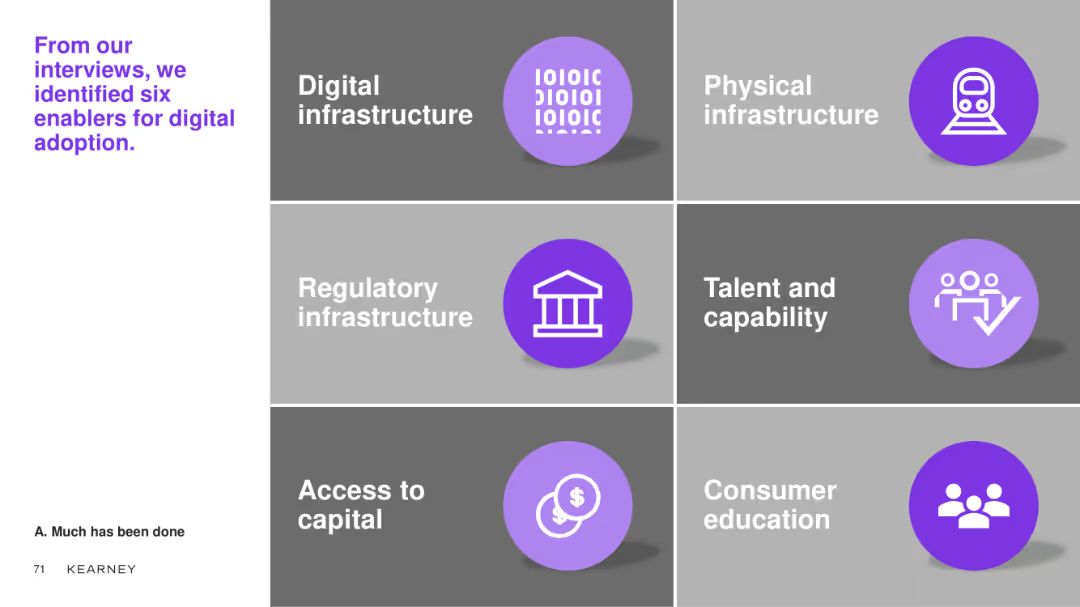 From our
interviews, we
identified six
enablers for digital
adoption.
Digital
infrastructure
Physical
infrastructure
Regulatory
infrastructure
Talent and
capability
Access to
capital
Consumer
education
A. Much has been done
71 KEARNEY